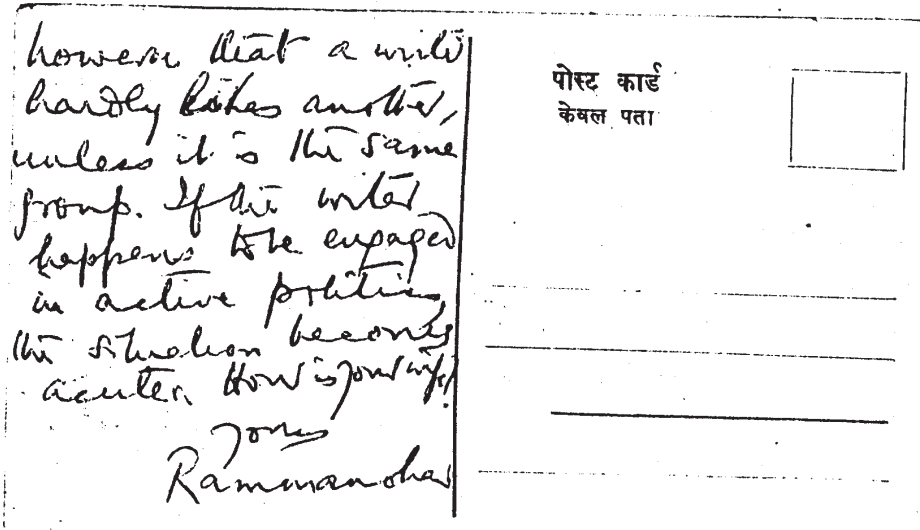 however that a writer
hardly likes another,
unless it is the same
group. If the writer
happens to be engaged
in active politics,
the situation becomes
acuter. How is your wife?
yours
Rammanohar
पोस्ट कार्ड
केवल पता